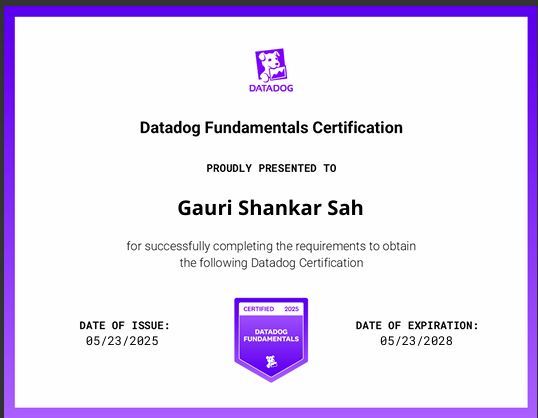 DATADOG
Datadog Fundamentals Certification
PROUDLY PRESENTED TO
Gauri Shankar Sah
for successfully completing the requirements to obtain
the following Datadog Certification
DATE OF ISSUE:
05/23/2025
CERTIFIED 2025
DATADOG
FUNDAMENTALS
DATE OF EXPIRATION:
05/23/2028